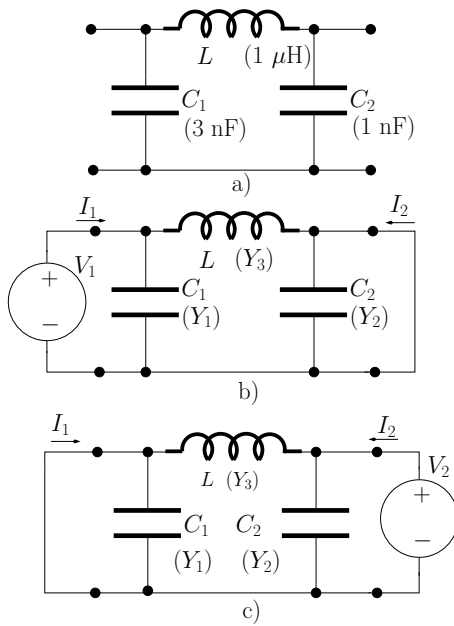 L (1 μH)
C₁ C₂
(3 nF) (1 nF)
a)
I₁ I₂
V₁ L (Y₃)
+ C₁ C₂
− (Y₁) (Y₂)
b)
I₁ I₂
L (Y₃) V₂
C₁ C₂ +
(Y₁) (Y₂) −
c)